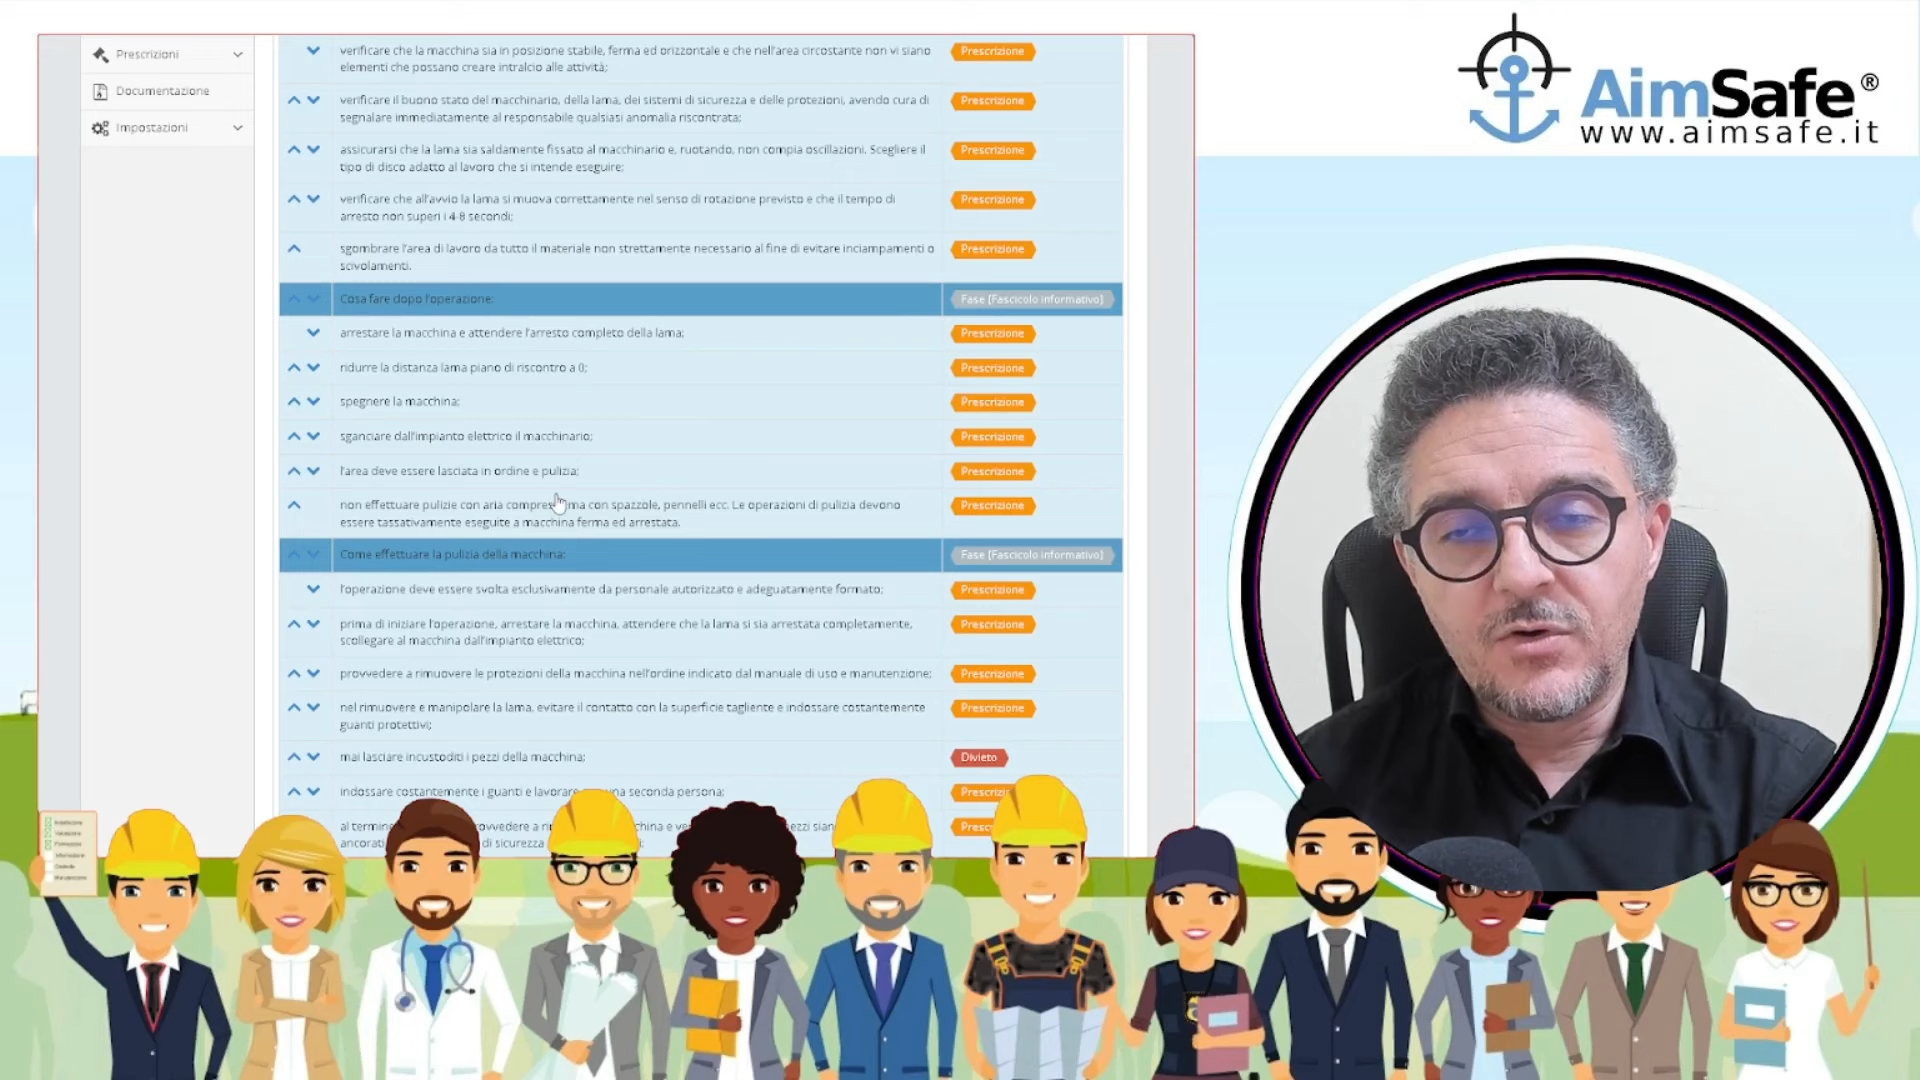 Prescrizioni
Documentazione
Impostazioni
verificare che la macchina sia in posizione stabile, ferma ed orizzontale e che nell'area circostante non vi siano
elementi che possano creare intralcio alle attività;
Prescrizione
verificare il buono stato del macchinario, della lama, dei sistemi di sicurezza e delle protezioni, avendo cura di
segnalare immediatamente al responsabile qualsiasi anomalia riscontrata;
Prescrizione
assicurarsi che la lama sia saldamente fissato al macchinario e, ruotando, non compia oscillazioni. Scegliere il
tipo di disco adatto al lavoro che si intende eseguire;
Prescrizione
verificare che all'avvio la lama si muova correttamente nel senso di rotazione previsto e che il tempo di
arresto non superi i 4-8 secondi;
Prescrizione
sgombrare l'area di lavoro da tutto il materiale non strettamente necessario al fine di evitare inciampamenti o
scivolamenti.
Prescrizione
Cosa fare dopo l'operazione:
Fase [Fascicolo informativo]
arrestare la macchina e attendere l'arresto completo della lama;
Prescrizione
ridurre la distanza lama piano di riscontro a 0;
Prescrizione
spegnere la macchina;
Prescrizione
sganciare dall'impianto elettrico il macchinario;
Prescrizione
l'area deve essere lasciata in ordine e pulizia;
Prescrizione
non effettuare pulizie con aria compres ma con spazzole, pennelli ecc. Le operazioni di pulizia devono
essere tassativamente eseguite a macchina ferma ed arrestata.
Prescrizione
Come effettuare la pulizia della macchina:
Fase [Fascicolo informativo]
l'operazione deve essere svolta esclusivamente da personale autorizzato e adeguatamente formato;
Prescrizione
prima di iniziare l'operazione, arrestare la macchina, attendere che la lama si sia arrestata completamente,
scollegare al macchina dall'impianto elettrico;
Prescrizione
provvedere a rimuovere le protezioni della macchina nell'ordine indicato dal manuale di uso e manutenzione;
Prescrizione
nel rimuovere e manipolare la lama, evitare il contatto con la superficie tagliente e indossare costantemente
guanti protettivi;
Prescrizione
mai lasciare incustoditi i pezzi della macchina;
Divieto
indossare costantemente i guanti e lavorare una seconda persona;
Prescrizi
al termine
ancorati
di sicurezza
AimSafe®
www.aimsafe.it